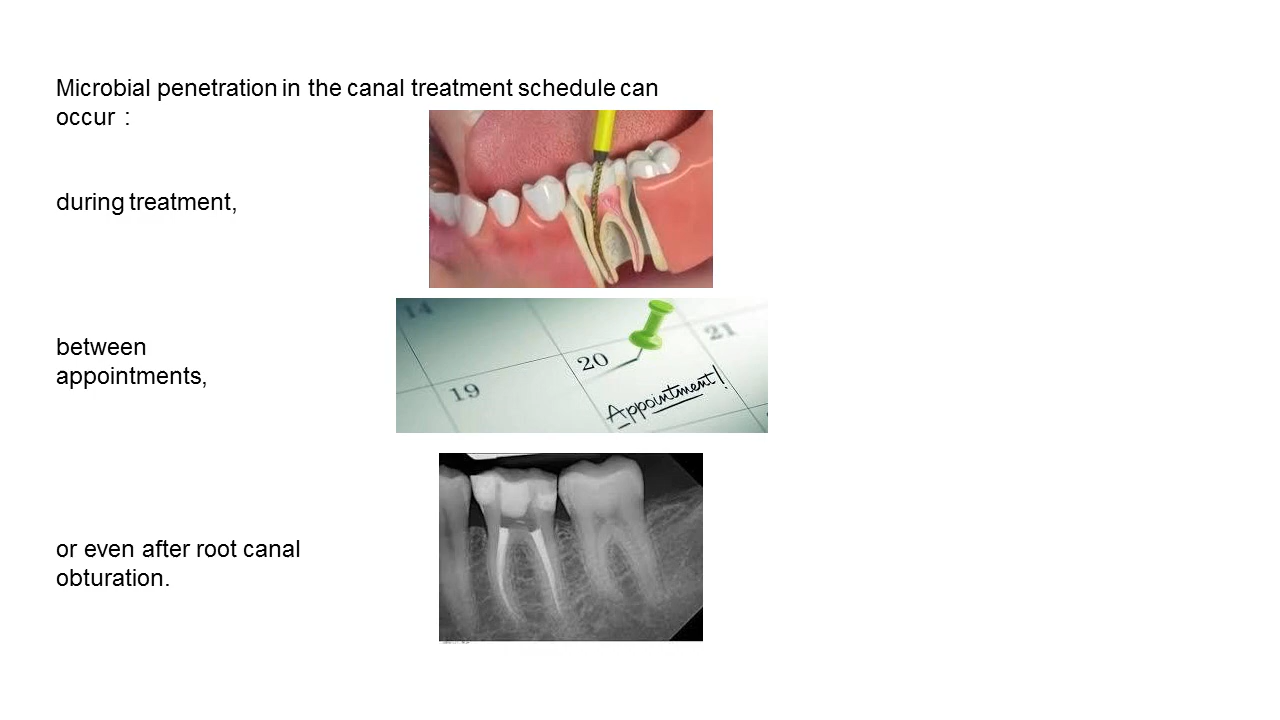 Microbial penetration in the canal treatment schedule can
occur :
during treatment,
between
appointments,
14
19
20
21
Appointment!
or even after root canal
obturation.